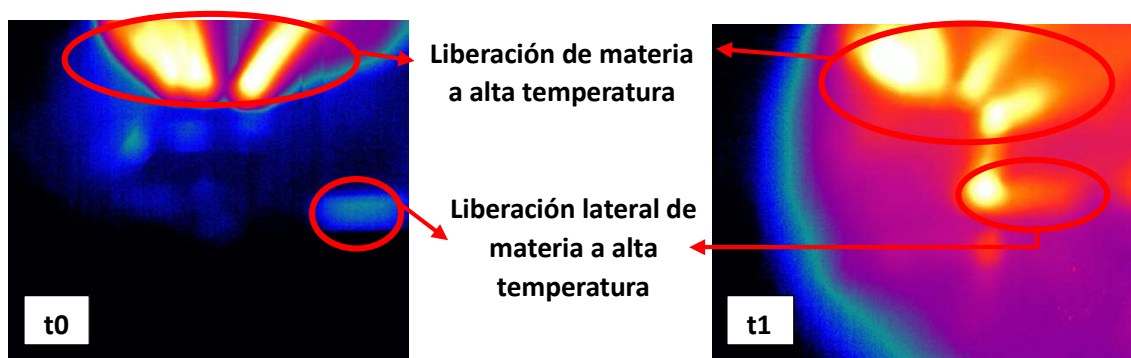 Liberación de materia
a alta temperatura
Liberación lateral de
materia a alta
temperatura
t0
t1